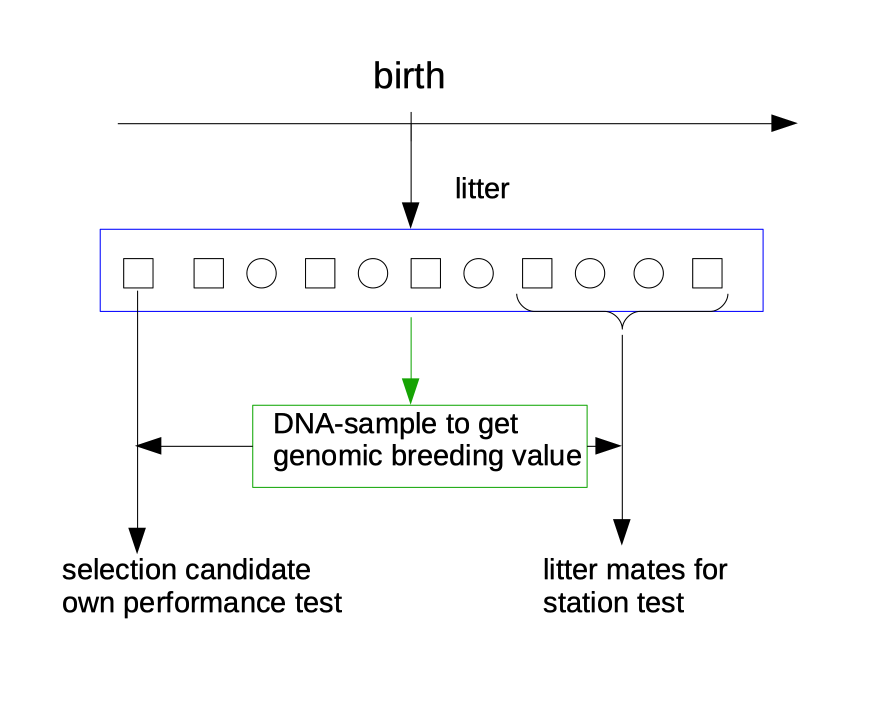 birth
litter
DNA-sample to get
genomic breeding value
selection candidate
own performance test
litter mates for
station test